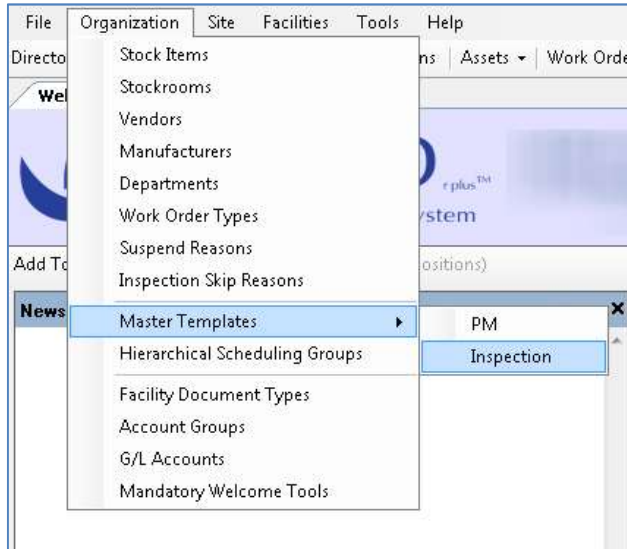 File Organization Site Facilities Tools Help
Directo ns Assets Work Orde
Stock Items
Stockrooms
Wel
Vendors
Manufacturers
r plus™
Departments
Work Order Types
ystem
Suspend Reasons
Add To ositions)
Inspection Skip Reasons
News
Master Templates
PM
Hierarchical Scheduling Groups
Inspection
Facility Document Types
Account Groups
G/L Accounts
Mandatory Welcome Tools